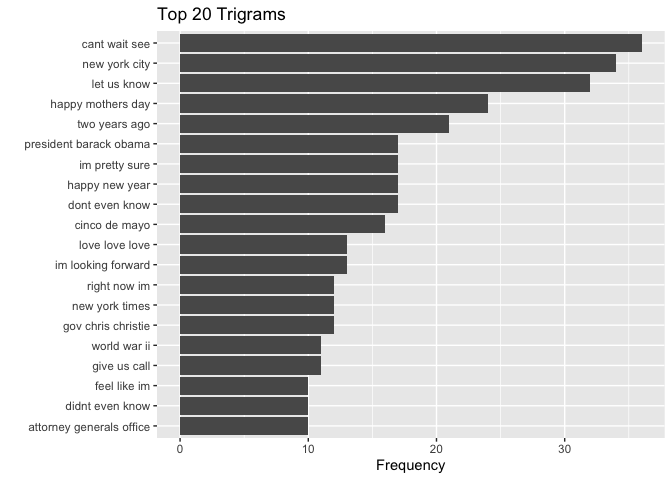 Top 20 Trigrams
cant wait see
new york city
let us know
happy mothers day
two years ago
president barack obama
im pretty sure
happy new year
dont even know
cinco de mayo
love love love
im looking forward
right now im
new york times
gov chris christie
world war ii
give us call
feel like im
didnt even know
attorney generals office
0 10 20 30
Frequency